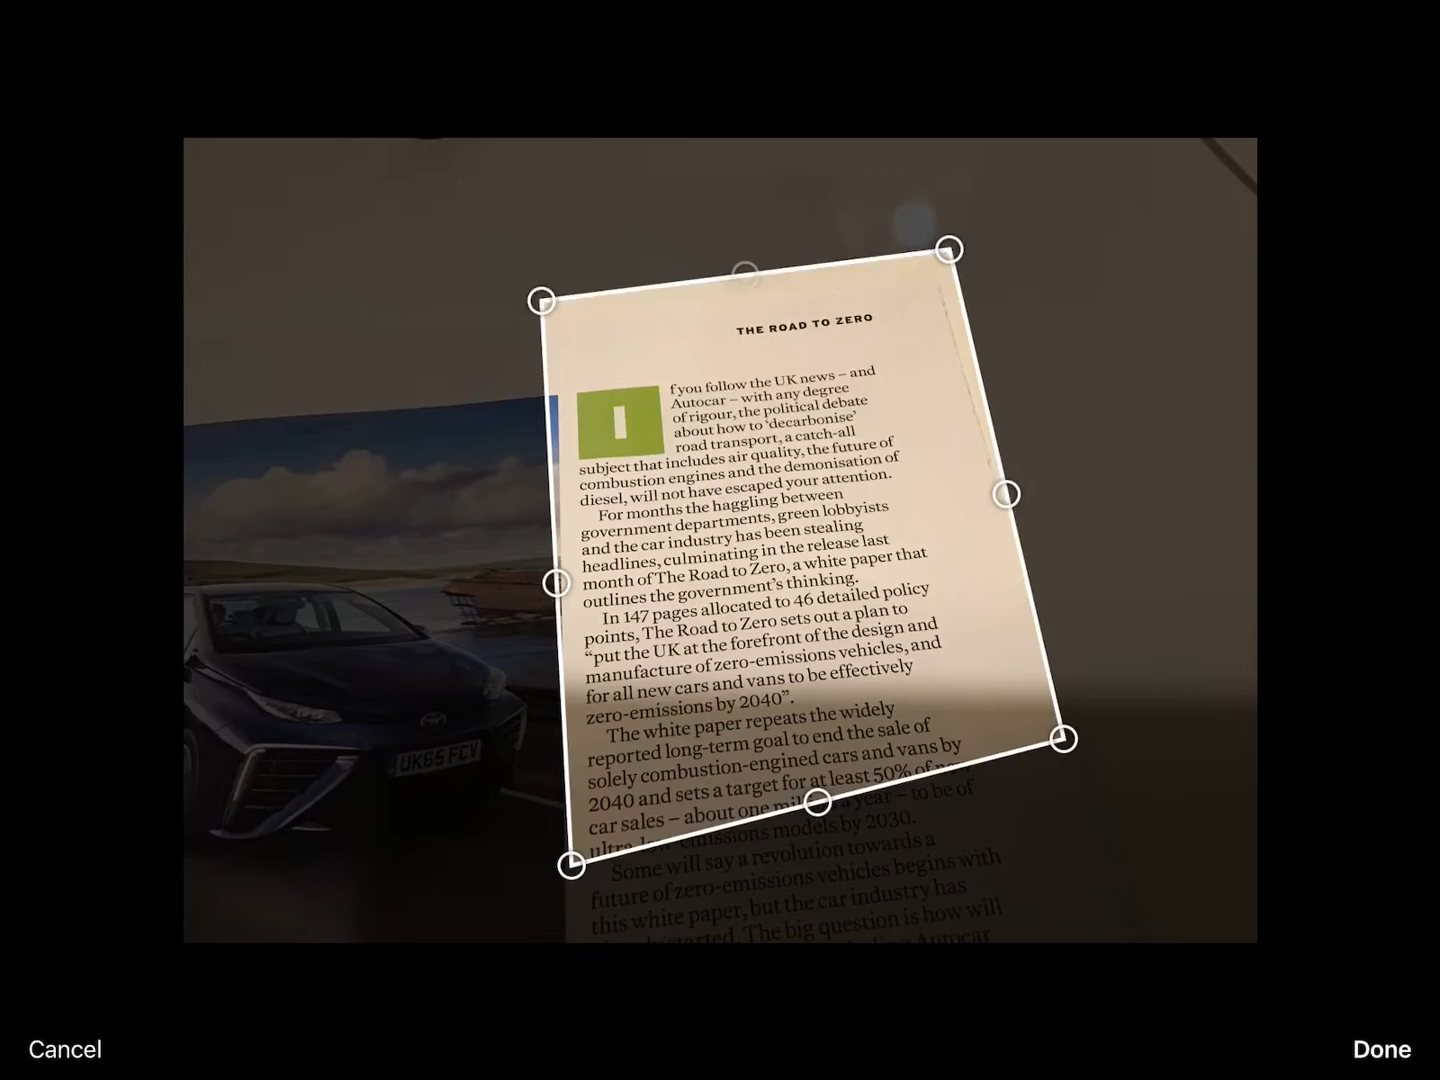 THE ROAD TO ZERO
I
f you follow the UK news – and
Autocar – with any degree
of rigour, the political debate
about how to ‘decarbonise’
road transport, a catch-all
subject that includes air quality, the future of
combustion engines and the demonisation of
diesel, will not have escaped your attention.
For months the haggling between
government departments, green lobbyists
and the car industry has been stealing
headlines, culminating in the release last
month of The Road to Zero, a white paper that
outlines the government’s thinking.
In 147 pages allocated to 46 detailed policy
points, The Road to Zero sets out a plan to
“put the UK at the forefront of the design and
manufacture of zero-emissions vehicles, and
for all new cars and vans to be effectively
zero-emissions by 2040”.
The white paper repeats the widely
reported long-term goal to end the sale of
solely combustion-engined cars and vans by
2040 and sets a target for at least 50% of new
car sales – about one a year – to be of
emissions models by 2030.
Some will say a revolution towards a
future of zero-emissions vehicles begins with
this white paper, but the car industry has
started. The big question is how will
Autocar
UK65 FCV
Cancel
Done